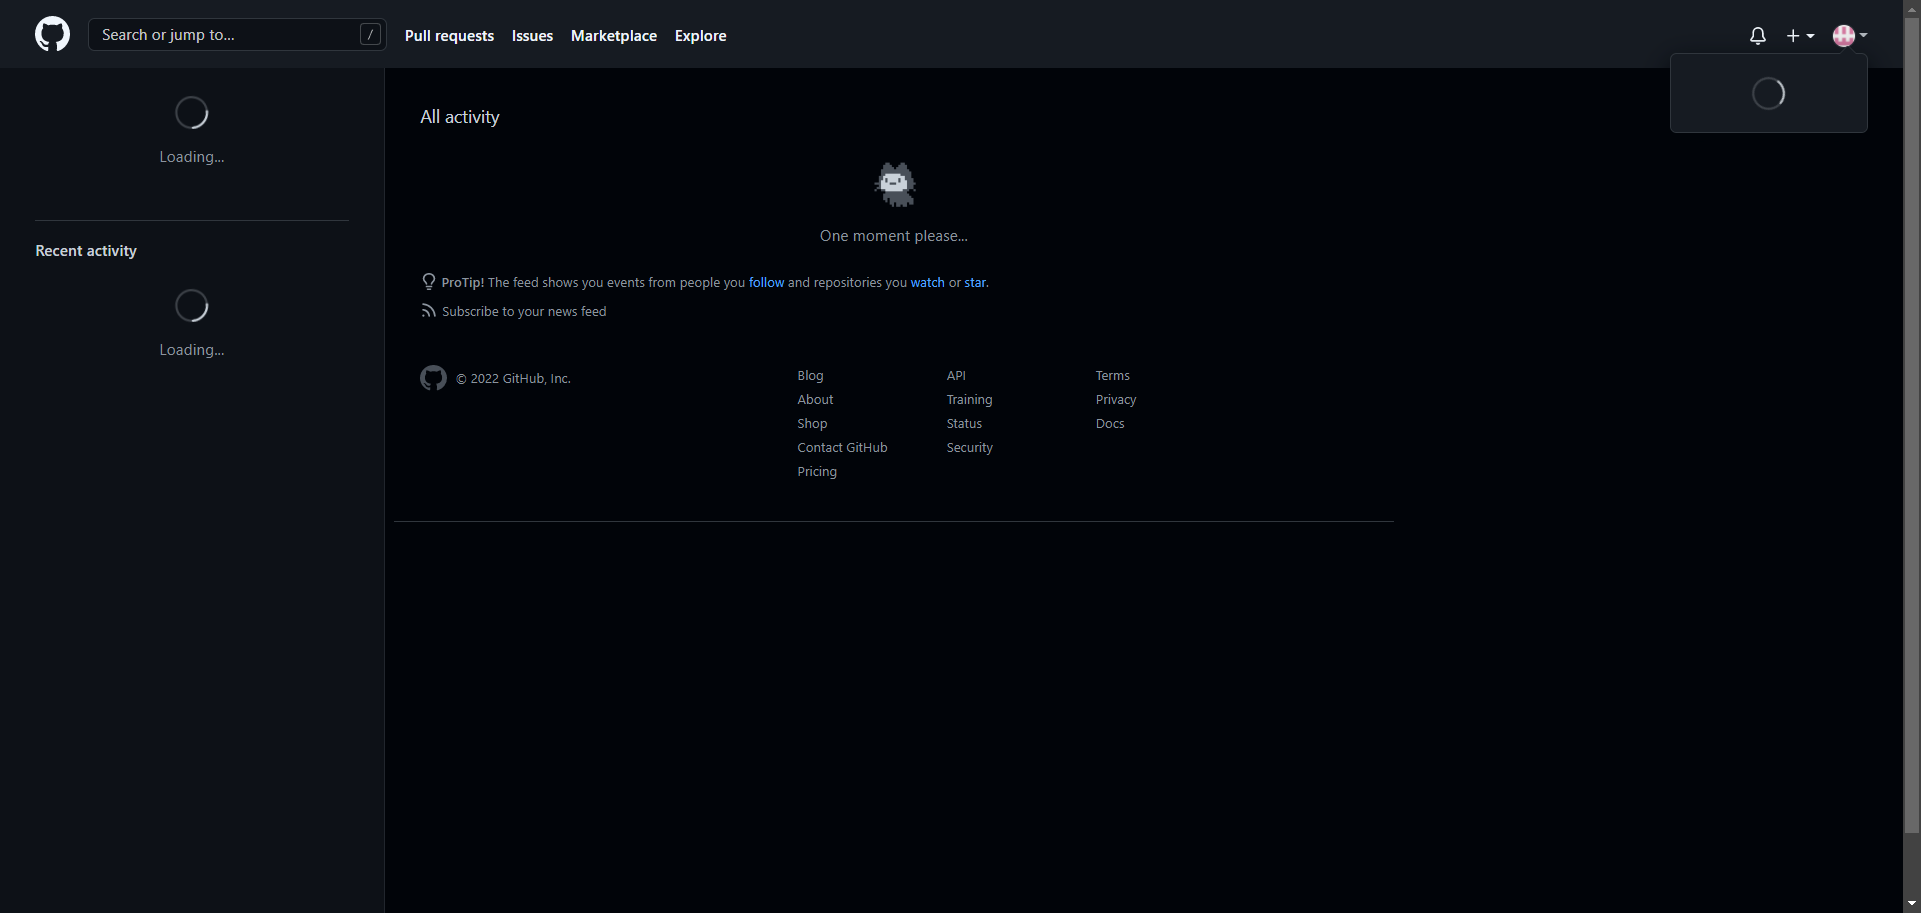 Search or jump to... /
Pull requests Issues Marketplace Explore
Loading...
Recent activity
Loading...
All activity
One moment please...
ProTip! The feed shows you events from people you follow and repositories you watch or star.
Subscribe to your news feed
© 2022 GitHub, Inc.
Blog
About
Shop
Contact GitHub
Pricing
API
Training
Status
Security
Terms
Privacy
Docs